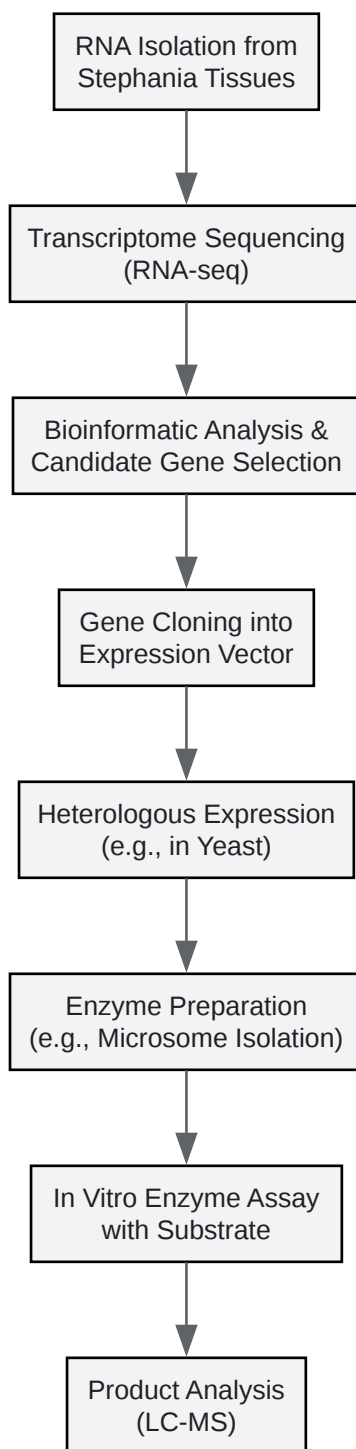 RNA Isolation from
Stephania Tissues
Transcriptome Sequencing
(RNA-seq)
Bioinformatic Analysis &
Candidate Gene Selection
Gene Cloning into
Expression Vector
Heterologous Expression
(e.g., in Yeast)
Enzyme Preparation
(e.g., Microsome Isolation)
In Vitro Enzyme Assay
with Substrate
Product Analysis
(LC-MS)